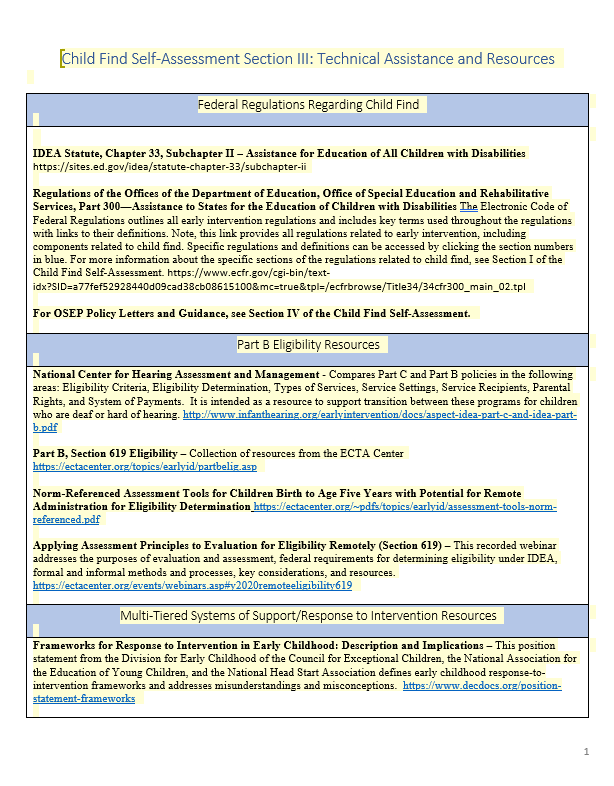 Child Find Self-Assessment Section III: Technical Assistance and Resources
Federal Regulations Regarding Child Find
IDEA Statute, Chapter 33, Subchapter II – Assistance for Education of All Children with Disabilities
https://sites.ed.gov/idea/statute-chapter-33/subchapter-ii
Regulations of the Offices of the Department of Education, Office of Special Education and Rehabilitative
Services, Part 300—Assistance to States for the Education of Children with Disabilities The Electronic Code of
Federal Regulations outlines all early intervention regulations and includes key terms used throughout the regulations
with links to their definitions. Note, this link provides all regulations related to early intervention, including
components related to child find. Specific regulations and definitions can be accessed by clicking the section numbers
in blue. For more information about the specific sections of the regulations related to child find, see Section I of the
Child Find Self-Assessment. https://www.ecfr.gov/cgi-bin/text-
idx?SID=a77fef52928440d09cad38cb08615100&mc=true&tpl=/ecfrbrowse/Title34/34cfr300_main_02.tpl
For OSEP Policy Letters and Guidance, see Section IV of the Child Find Self-Assessment.
Part B Eligibility Resources
National Center for Hearing Assessment and Management - Compares Part C and Part B policies in the following
areas: Eligibility Criteria, Eligibility Determination, Types of Services, Service Settings, Service Recipients, Parental
Rights, and System of Payments. It is intended as a resource to support transition between these programs for children
who are deaf or hard of hearing. http://www.infanthearing.org/earlyintervention/docs/aspect-idea-part-c-and-idea-part-
b.pdf
Part B, Section 619 Eligibility – Collection of resources from the ECTA Center
https://ectacenter.org/topics/earlyid/partbelig.asp
Norm-Referenced Assessment Tools for Children Birth to Age Five Years with Potential for Remote
Administration for Eligibility Determination https://ectacenter.org/~pdfs/topics/earlyid/assessment-tools-norm-
referenced.pdf
Applying Assessment Principles to Evaluation for Eligibility Remotely (Section 619) – This recorded webinar
addresses the purposes of evaluation and assessment, federal requirements for determining eligibility under IDEA,
formal and informal methods and processes, key considerations, and resources.
https://ectacenter.org/events/webinars.asp#y2020remoteeligibility619
Multi-Tiered Systems of Support/Response to Intervention Resources
Frameworks for Response to Intervention in Early Childhood: Description and Implications – This position
statement from the Division for Early Childhood of the Council for Exceptional Children, the National Association for
the Education of Young Children, and the National Head Start Association defines early childhood response-to-
intervention frameworks and addresses misunderstandings and misconceptions. https://www.decdocs.org/position-
statement-frameworks
1